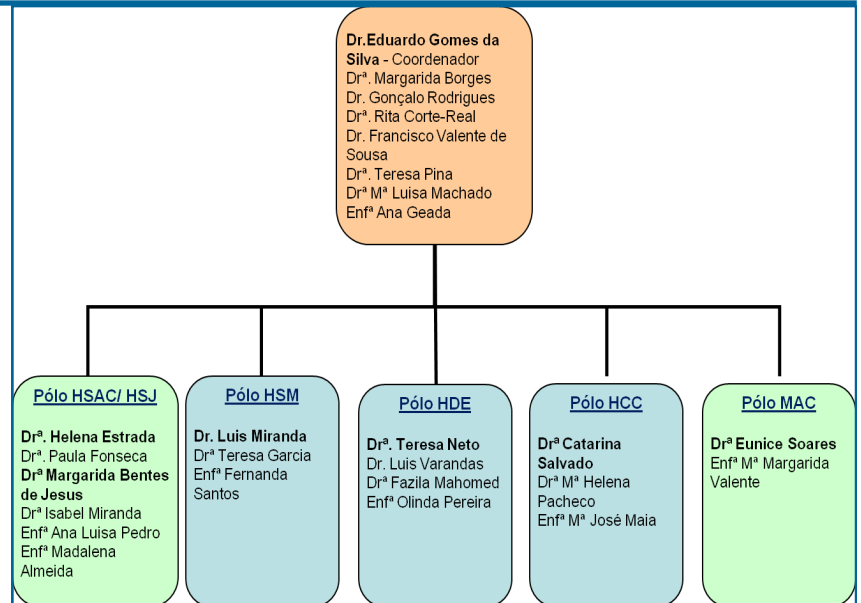 Dr.Eduardo Gomes da
Silva - Coordenador
Drª. Margarida Borges
Dr. Gonçalo Rodrigues
Drª. Rita Corte-Real
Dr. Francisco Valente de
Sousa
Drª. Teresa Pina
Drª Mª Luisa Machado
Enfª Ana Geada
Pólo HSAC/ HSJ
Drª. Helena Estrada
Drª. Paula Fonseca
Drª Margarida Bentes
de Jesus
Drª Isabel Miranda
Enfª Ana Luisa Pedro
Enfª Madalena
Almeida
Pólo HSM
Dr. Luis Miranda
Drª Teresa Garcia
Enfª Fernanda
Santos
Pólo HDE
Drª. Teresa Neto
Dr. Luis Varandas
Drª Fazila Mahomed
Enfª Olinda Pereira
Pólo HCC
Drª Catarina
Salvado
Drª Mª Helena
Pacheco
Enfª Mª José Maia
Pólo MAC
Drª Eunice Soares
Enfª Mª Margarida
Valente